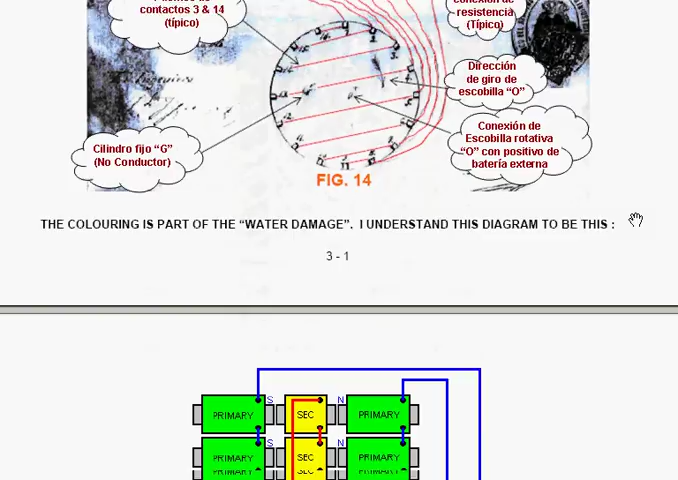 contactos 3 & 14
(típico)
conexión de
resistencia
(Típico)
Dirección
de giro de
escobilla "O"
Cilindro fijo "G"
(No Conductor)
Conexión de
Escobilla rotativa
"O" con positivo de
batería externa
FIG. 14
THE COLOURING IS PART OF THE "WATER DAMAGE". I UNDERSTAND THIS DIAGRAM TO BE THIS :
3 - 1
PRIMARY S SEC N PRIMARY
PRIMARY S SEC N PRIMARY